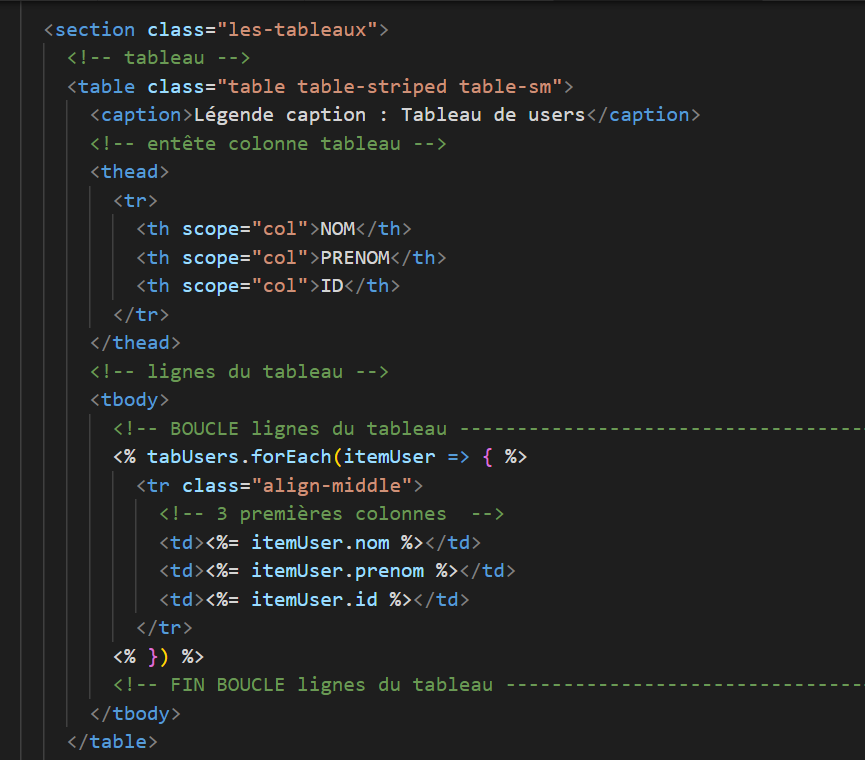 <section class="les-tableaux">
<!-- tableau -->
<table class="table table-striped table-sm">
<caption>Légende caption : Tableau de users</caption>
<!-- entête colonne tableau -->
<thead>
<tr>
<th scope="col">NOM</th>
<th scope="col">PRENOM</th>
<th scope="col">ID</th>
</tr>
</thead>
<!-- lignes du tableau -->
<tbody>
<!-- BOUCLE lignes du tableau -----------------------------------
<% tabUsers.forEach(itemUser => { %>
<tr class="align-middle">
<!-- 3 premières colonnes  -->
<td><%= itemUser.nom %></td>
<td><%= itemUser.prenom %></td>
<td><%= itemUser.id %></td>
</tr>
<% }) %>
<!-- FIN BOUCLE lignes du tableau -------------------------------
</tbody>
</table>